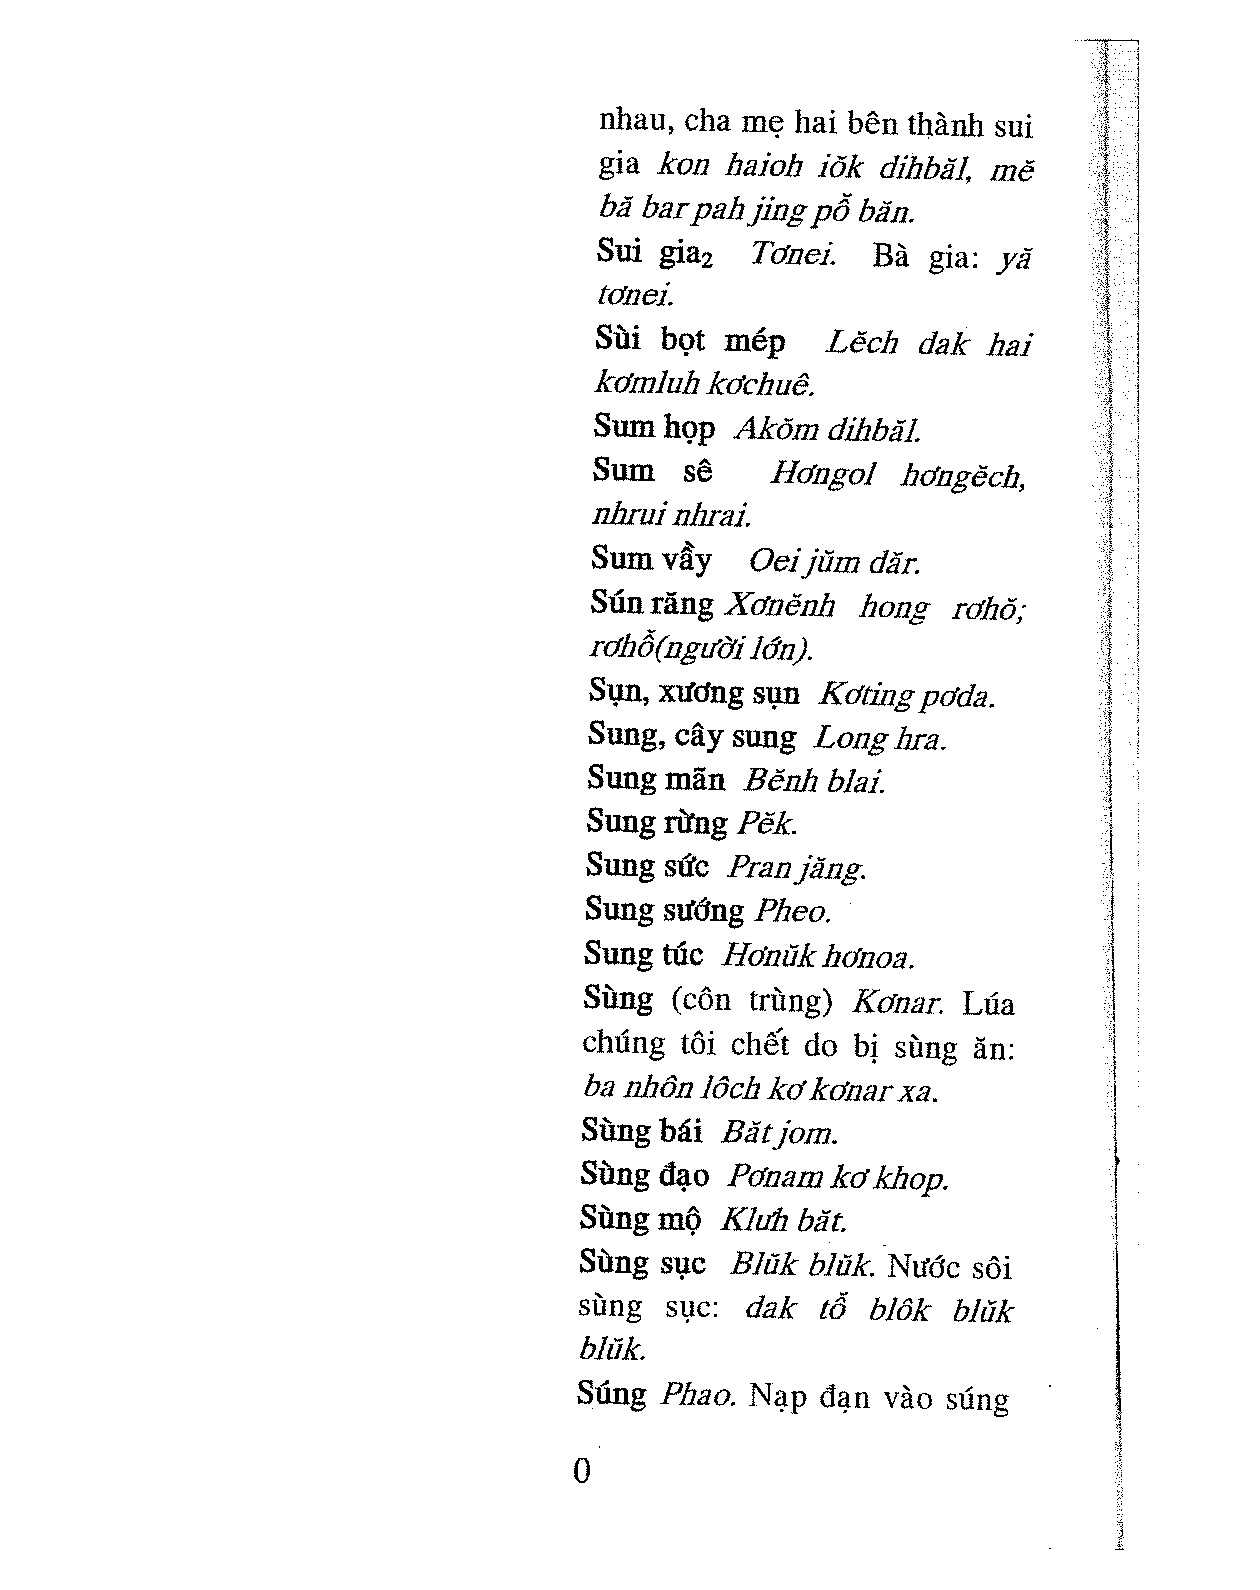 nhau, cha mẹ hai bên thành sui
gia kon haioh iŏk dihbăl, mĕ
bă bar pah jing pô̆ băn.
Sui gia₂ Tơnei. Bà gia: yă
tơnei.
Sùi bọt mép Lĕch dak hai
kơmluh kơchuê.
Sum họp Akŏm dihbăl.
Sum sê Hơngol hơngĕch,
nhrui nhrai.
Sum vầy Oei jŭm dăr.
Sún răng Xơnĕnh hong rơhŏ;
rơhô̆(người lớn).
Sụn, xương sụn Kơting pơda.
Sung, cây sung Long hra.
Sung mãn Bĕnh blai.
Sung rừng Pĕk.
Sung sức Pran jăng.
Sung sướng Pheo.
Sung túc Hơnŭk hơnoa.
Sùng (côn trùng) Kơnar. Lúa
chúng tôi chết do bị sùng ăn:
ba nhôn lôch kơ kơnar xa.
Sùng bái Băt jom.
Sùng đạo Pơnam kơ khop.
Sùng mộ Klưh băt.
Sùng sục Blŭk blŭk. Nước sôi
sùng sục: dak tô̆ blôk blŭk
blŭk.
Súng Phao. Nạp đạn vào súng
0